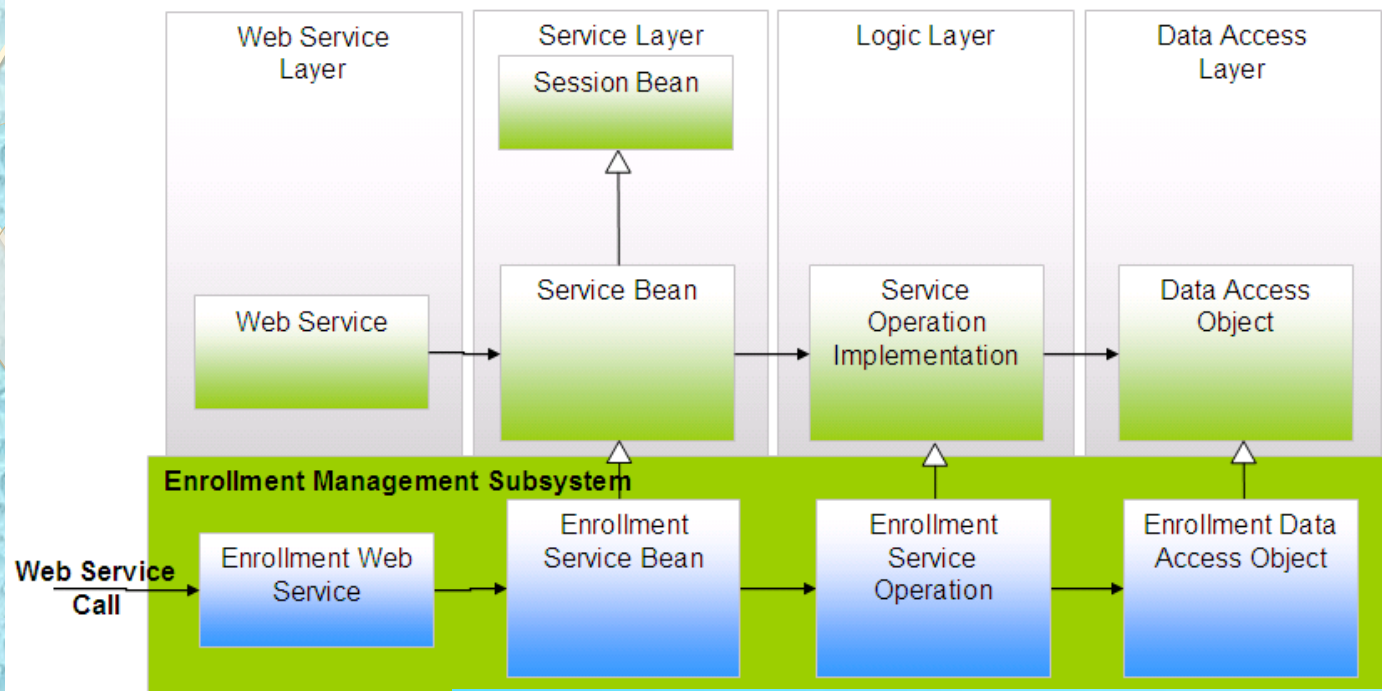 Web Service
Layer
Service Layer
Logic Layer
Data Access
Layer
Session Bean
Web Service
Service Bean
Service
Operation
Implementation
Data Access
Object
Enrollment Management Subsystem
Web Service
Call
Enrollment Web
Service
Enrollment
Service Bean
Enrollment
Service
Operation
Enrollment Data
Access Object